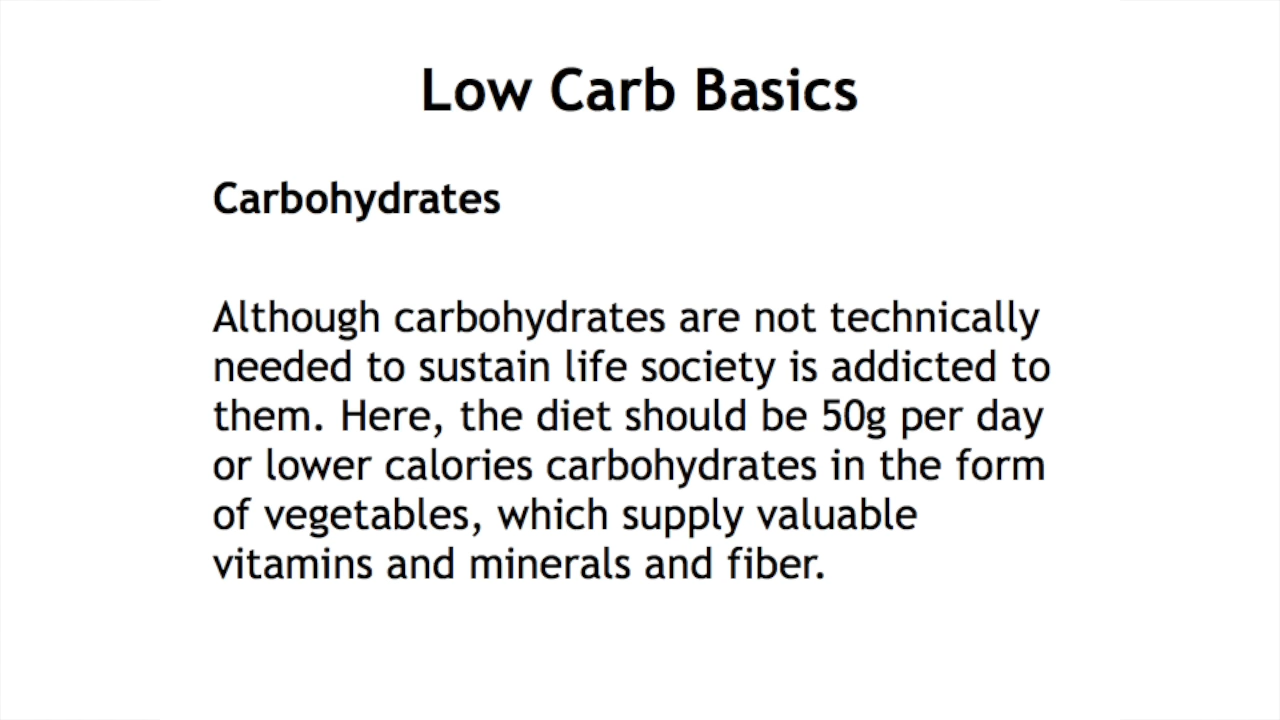 Low Carb Basics
Carbohydrates
Although carbohydrates are not technically
needed to sustain life society is addicted to
them. Here, the diet should be 50g per day
or lower calories carbohydrates in the form
of vegetables, which supply valuable
vitamins and minerals and fiber.